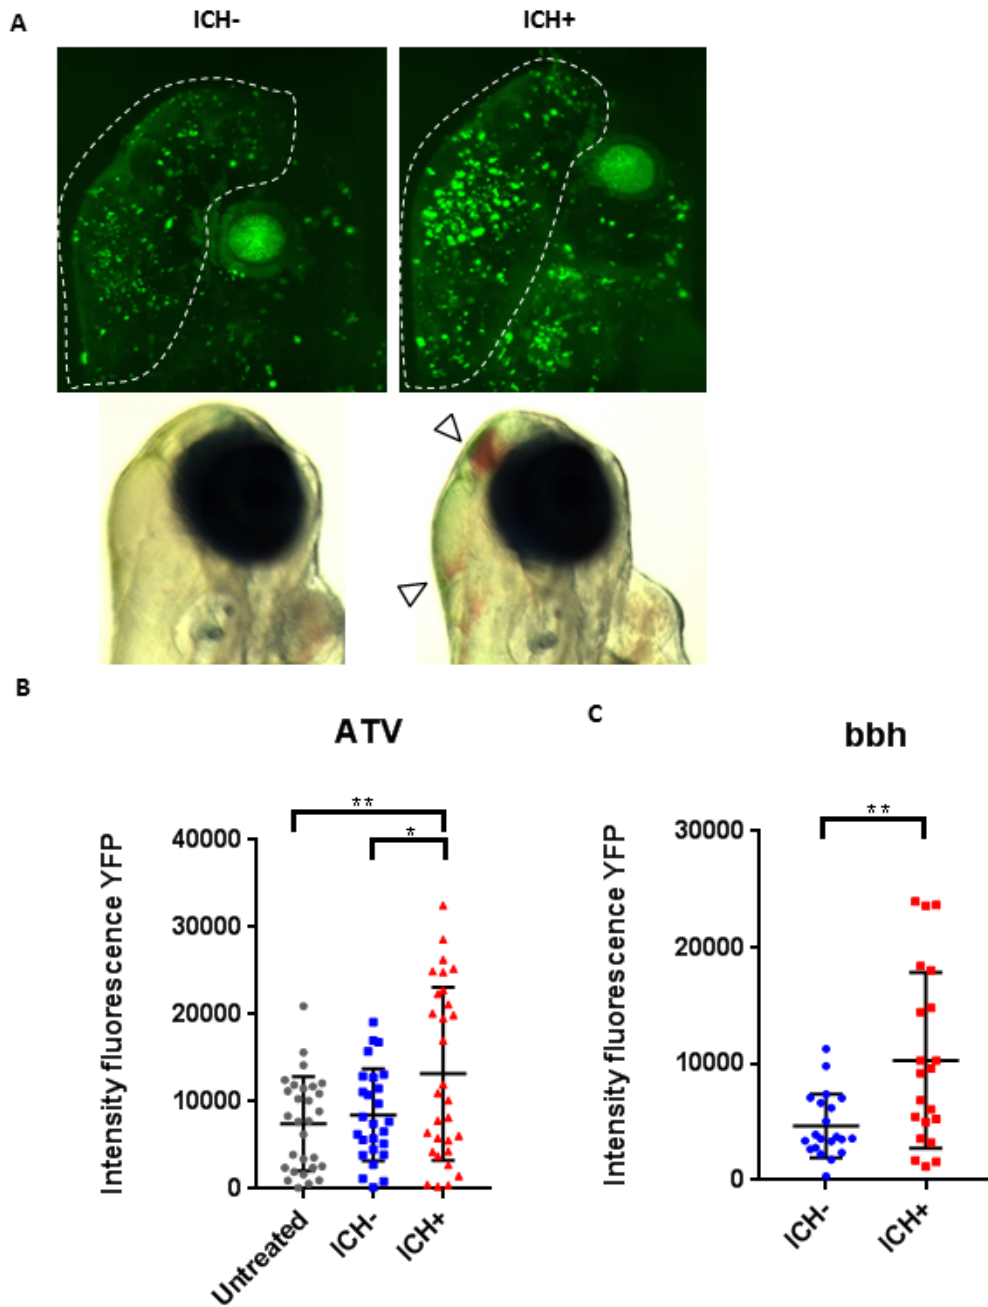 A
ICH-
ICH+
B
ATV
Intensity fluorescence YFP
40000
30000
20000
10000
0
**
*
Untreated
ICH-
ICH+
C
bbh
Intensity fluorescence YFP
30000
20000
10000
0
**
ICH-
ICH+